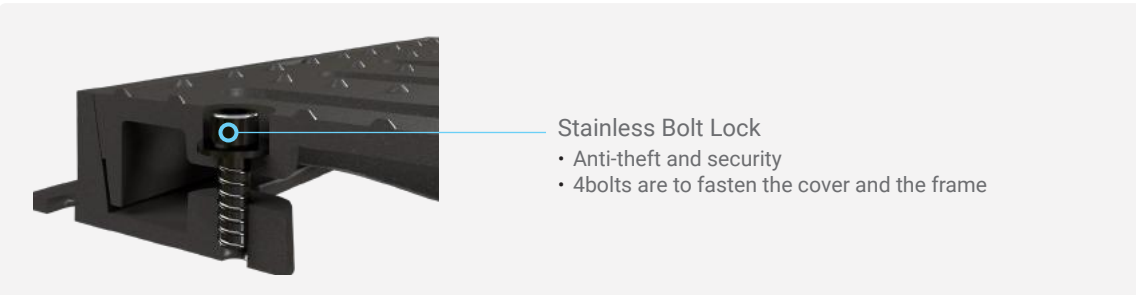 Stainless Bolt Lock
• Anti-theft and security
• 4bolts are to fasten the cover and the frame